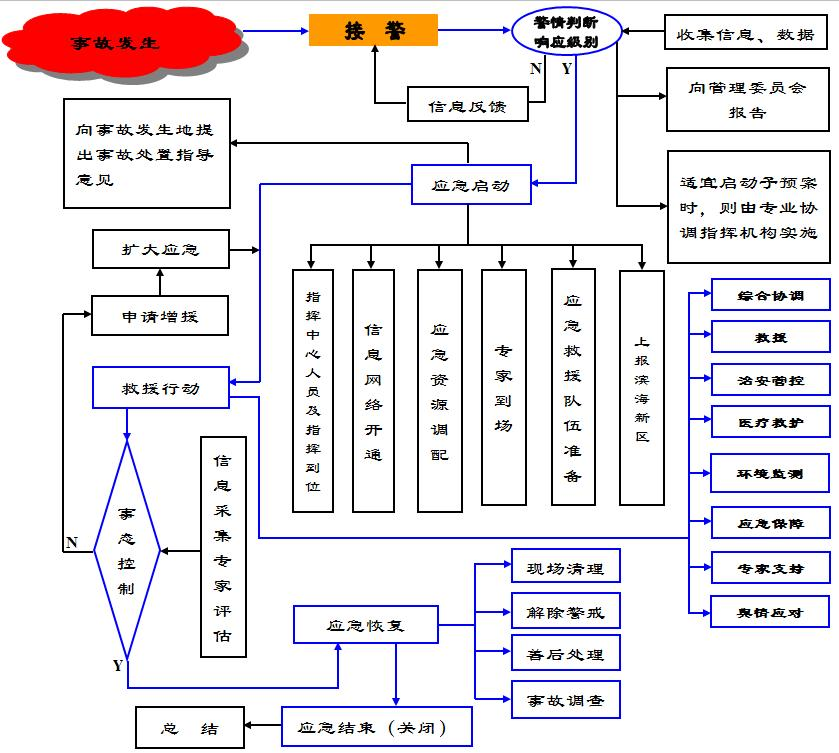 事故发生
接 警
警情判断
响应级别
收集信息、数据
N
Y
信息反馈
向管理委员会
报告
向事故发生地提
出事故处置指导
意见
应急启动
适宜启动子预案
时，则由专业协
调指挥机构实施
扩大应急
申请增援
救援行动
指挥中心人员及指挥到位
信息网络开通
应急资源调配
专家到场
应急救援队伍准备
上报滨海新区
综合协调
救援
治安管控
医疗救护
环境监测
应急保障
专家支持
舆情应对
信息采集专家评估
事态控制
N
Y
应急恢复
现场清理
解除警戒
善后处理
事故调查
应急结束（关闭）
总 结